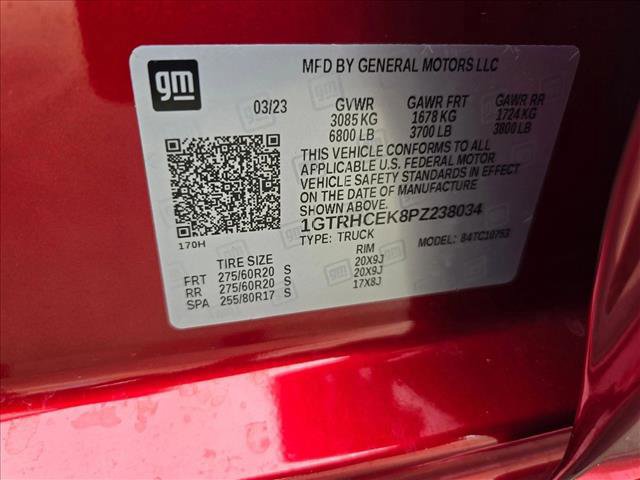 gm
MFD BY GENERAL MOTORS LLC
03/23 GVWR GAWR FRT GAWR RR
3085 KG 1678 KG 1724 KG
6800 LB 3700 LB 3800 LB
THIS VEHICLE CONFORMS TO ALL
APPLICABLE U.S. FEDERAL MOTOR
VEHICLE SAFETY STANDARDS IN EFFECT
ON THE DATE OF MANUFACTURE
SHOWN ABOVE.
1GTRHCEK8PZ238034
170H TYPE: TRUCK MODEL: 84TC10753
TIRE SIZE RIM
FRT 275/60R20 S 20X9J
RR 275/60R20 S 20X9J
SPA 255/80R17 S 17X8J